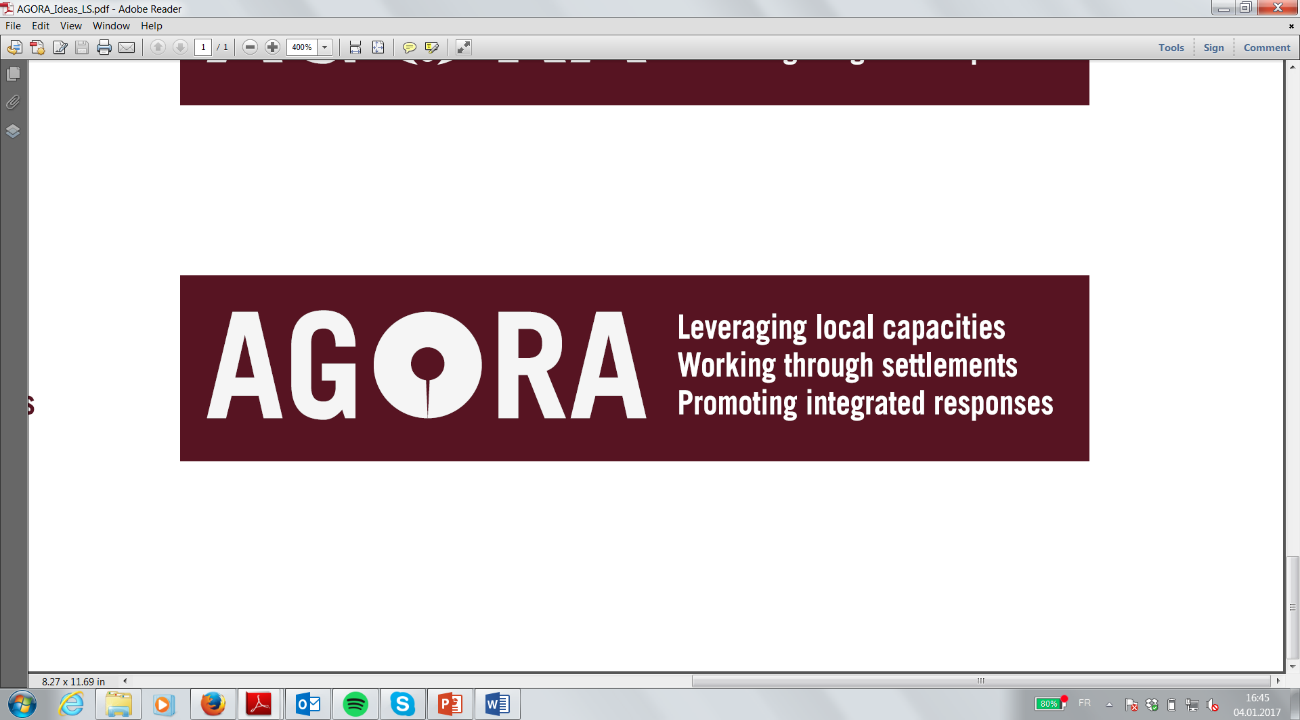 AGORA_Ideas_LS.pdf - Adobe Reader
File Edit View Window Help
1 / 1 400% Tools Sign Comment
AGORA
Leveraging local capacities
Working through settlements
Promoting integrated responses
s
8.27 x 11.69 in
80% FR 16:45
04.01.2017